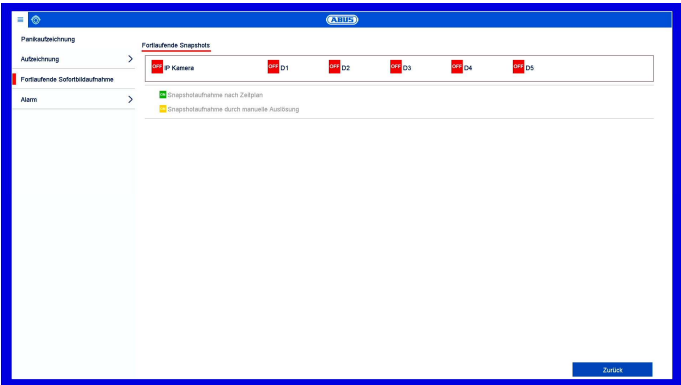 ABUS
Panikaufzeichnung
Aufzeichnung
Fortlaufende Sofortbildaufnahme
Alarm
Fortlaufende Snapshots
OFF IP Kamera OFF D1 OFF D2 OFF D3 OFF D4 OFF D5
ON Snapshotaufnahme nach Zeitplan
ON Snapshotaufnahme durch manuelle Auslösung
Zurück